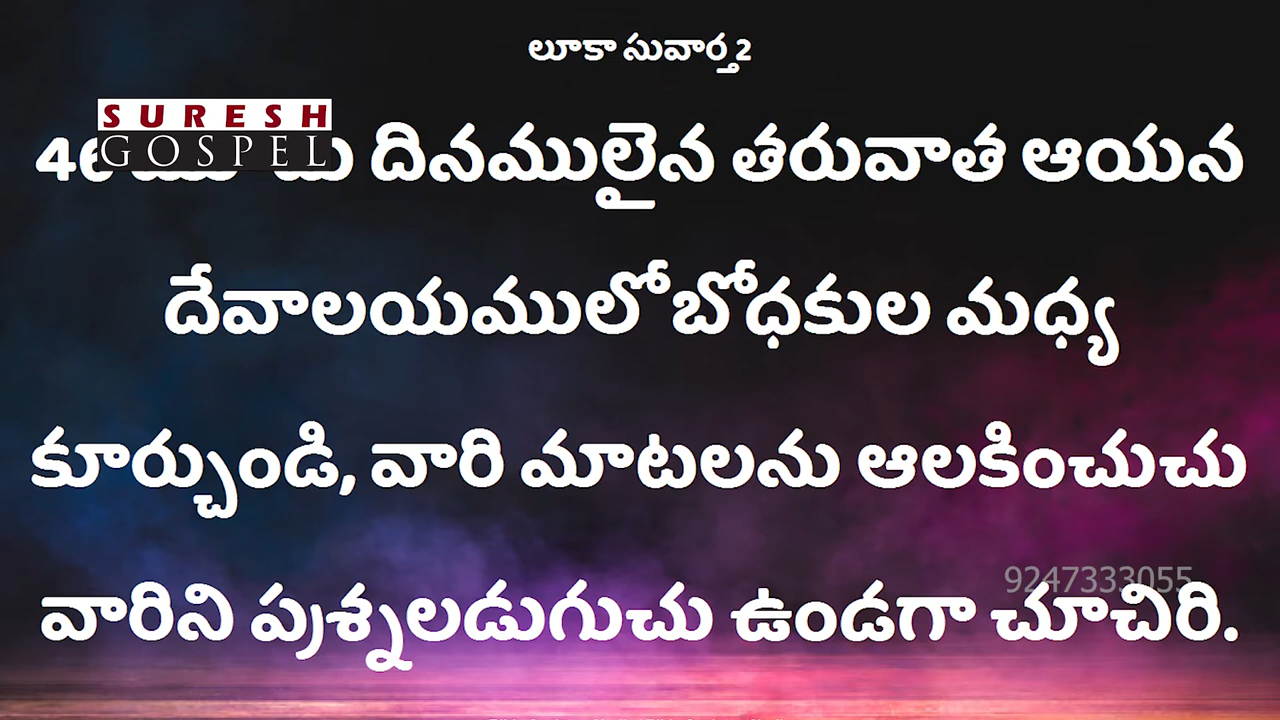 లూకా సువార్త 2
SURESH
GOSPEL
దినములైన తరువాత ఆయన
దేవాలయములో బోధకుల మధ్య
కూర్చుండి, వారి మాటలను ఆలకించుచు
9247333055
వారిని ప్రశ్నలడుగుచు ఉండగా చూచిరి.